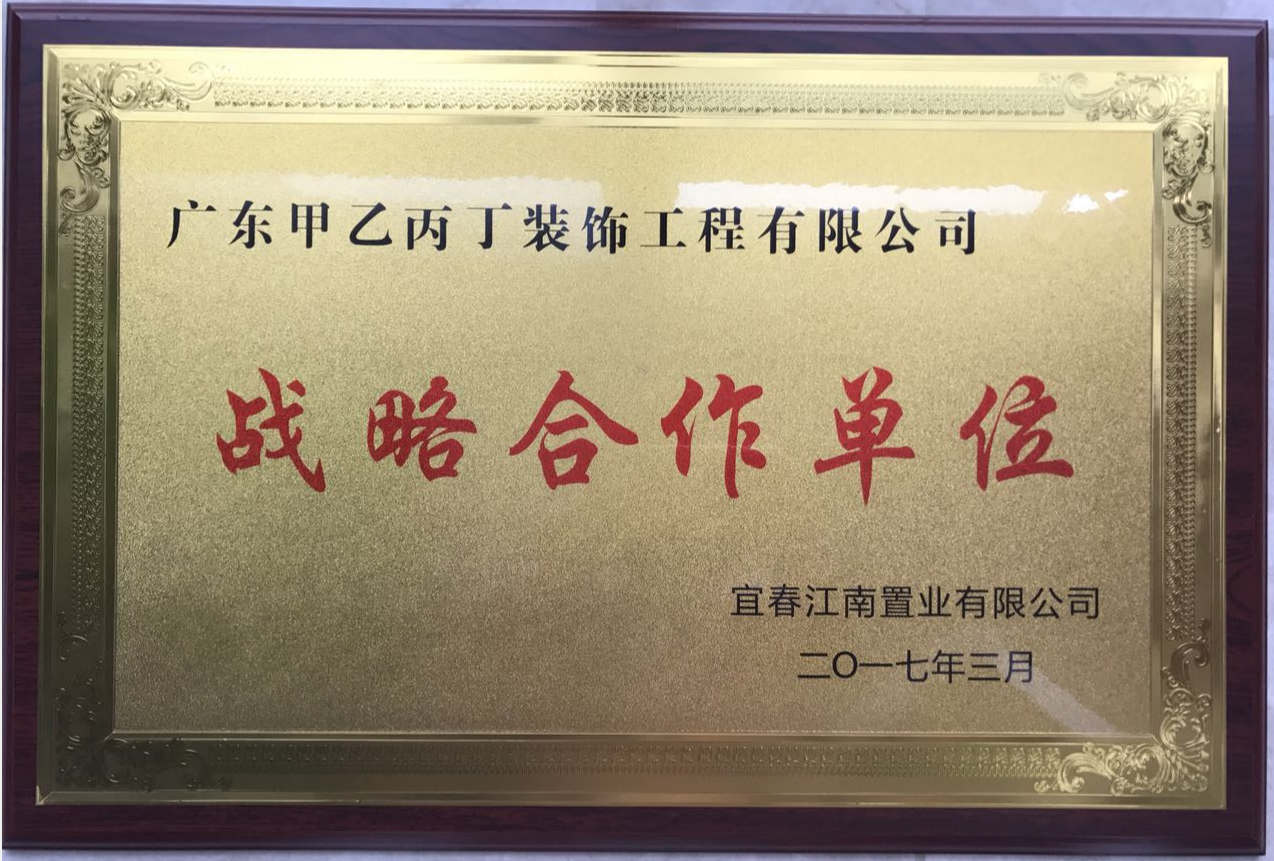 广东甲乙丙丁装饰工程有限公司
战略合作单位
宜春江南置业有限公司
二〇一七年三月